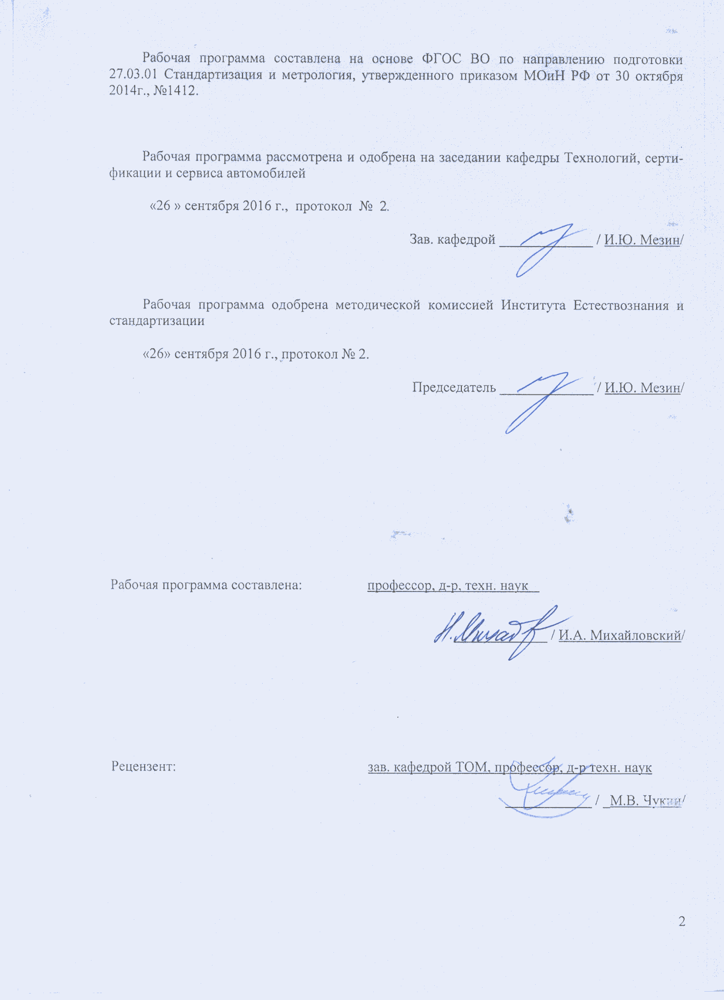 Рабочая программа составлена на основе ФГОС ВО по направлению подготовки
27.03.01 Стандартизация и метрология, утвержденного приказом МОиН РФ от 30 октября
2014г., №1412.
Рабочая программа рассмотрена и одобрена на заседании кафедры Технологий, серти-
фикации и сервиса автомобилей
«26 » сентября 2016 г., протокол № 2.
Зав. кафедрой ____________ / И.Ю. Мезин/
Рабочая программа одобрена методической комиссией Института Естествознания и
стандартизации
«26» сентября 2016 г., протокол № 2.
Председатель ____________ / И.Ю. Мезин/
Рабочая программа составлена: профессор, д-р, техн. наук
____________ / И.А. Михайловский/
Рецензент: зав. кафедрой ТОМ, профессор, д-р техн. наук
____________ / _М.В. Чукин/
2